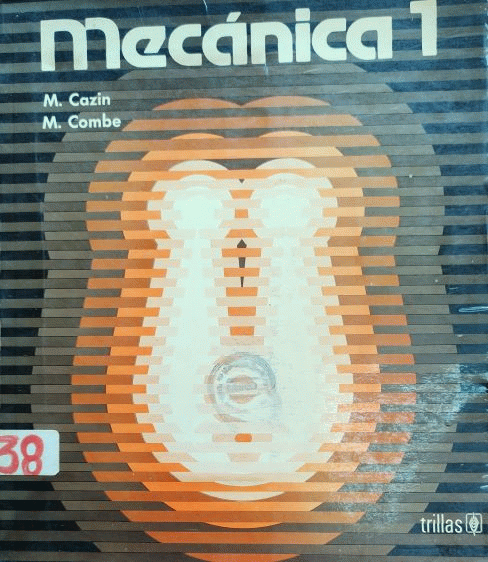 mecánica 1
M. Cazin
M. Combe
38
trillas